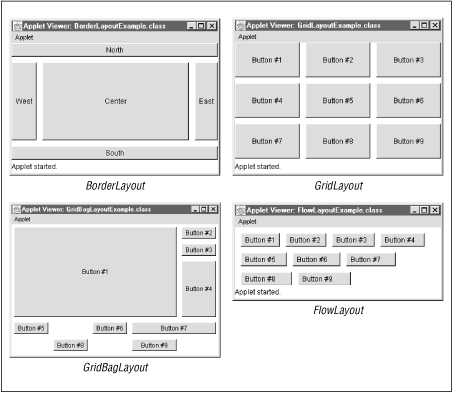 Applet Viewer: BorderLayoutExample.class
Applet
North
West
Center
East
South
Applet started.
BorderLayout
Applet Viewer: GridLayoutExample.class
Applet
Button #1 Button #2 Button #3
Button #4 Button #5 Button #6
Button #7 Button #8 Button #9
Applet started.
GridLayout
Applet Viewer: GridBagLayoutExample.class
Applet
Button #1
Button #2
Button #3
Button #4
Button #5 Button #6 Button #7
Button #8 Button #9
GridBagLayout
Applet Viewer: FlowLayoutExample.class
Applet
Button #1 Button #2 Button #3 Button #4
Button #5 Button #6 Button #7
Button #8 Button #9
Applet started.
FlowLayout